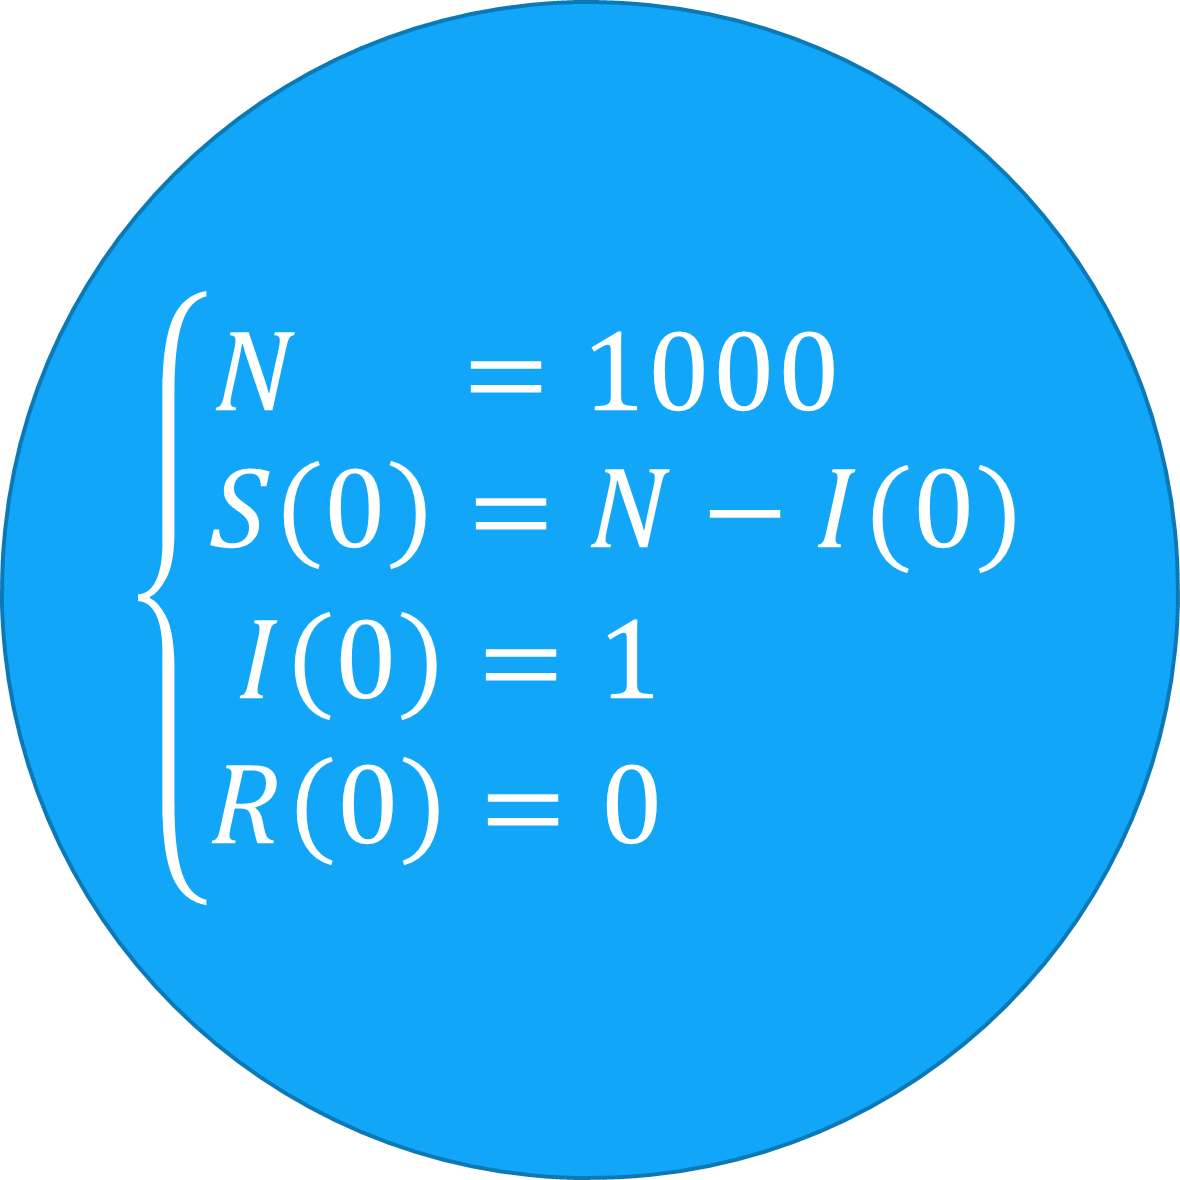 N = 1000
S(0) = N − I(0)
I(0) = 1
R(0) = 0